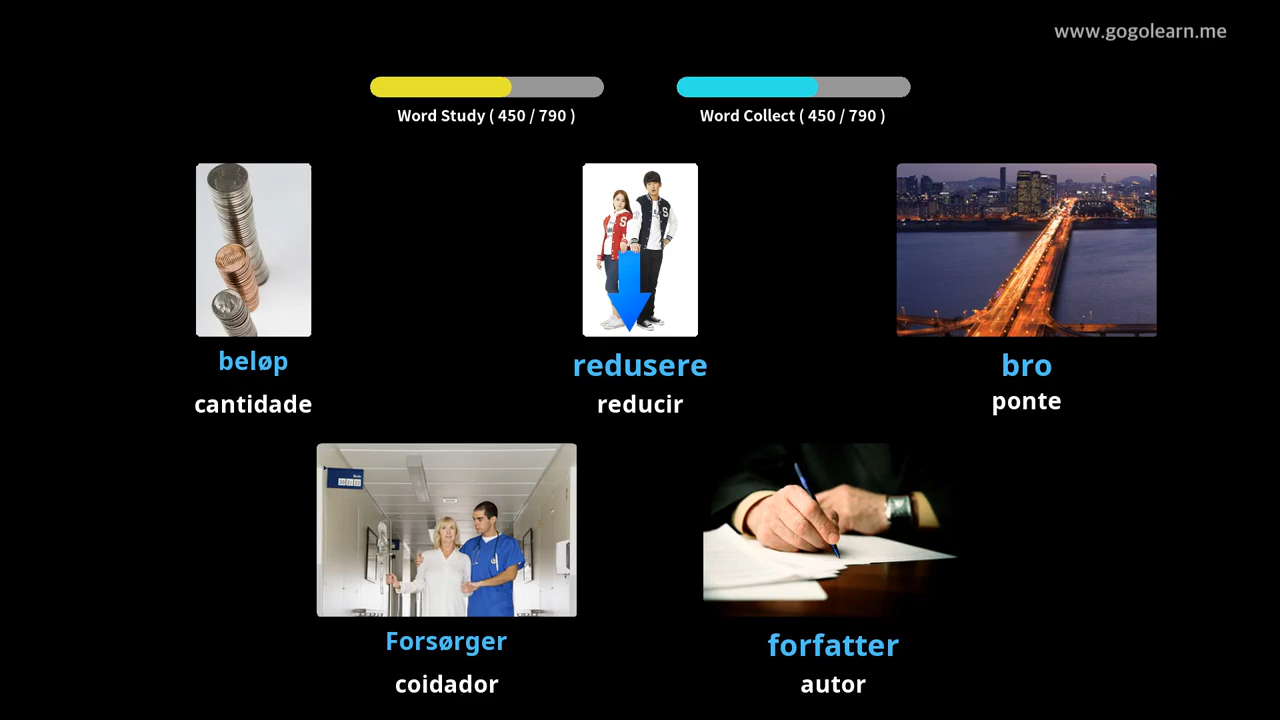 www.gogolearn.me
Word Study ( 450 / 790 )
Word Collect ( 450 / 790 )
beløp
cantidade
redusere
reducir
bro
ponte
Forsørger
coidador
forfatter
autor